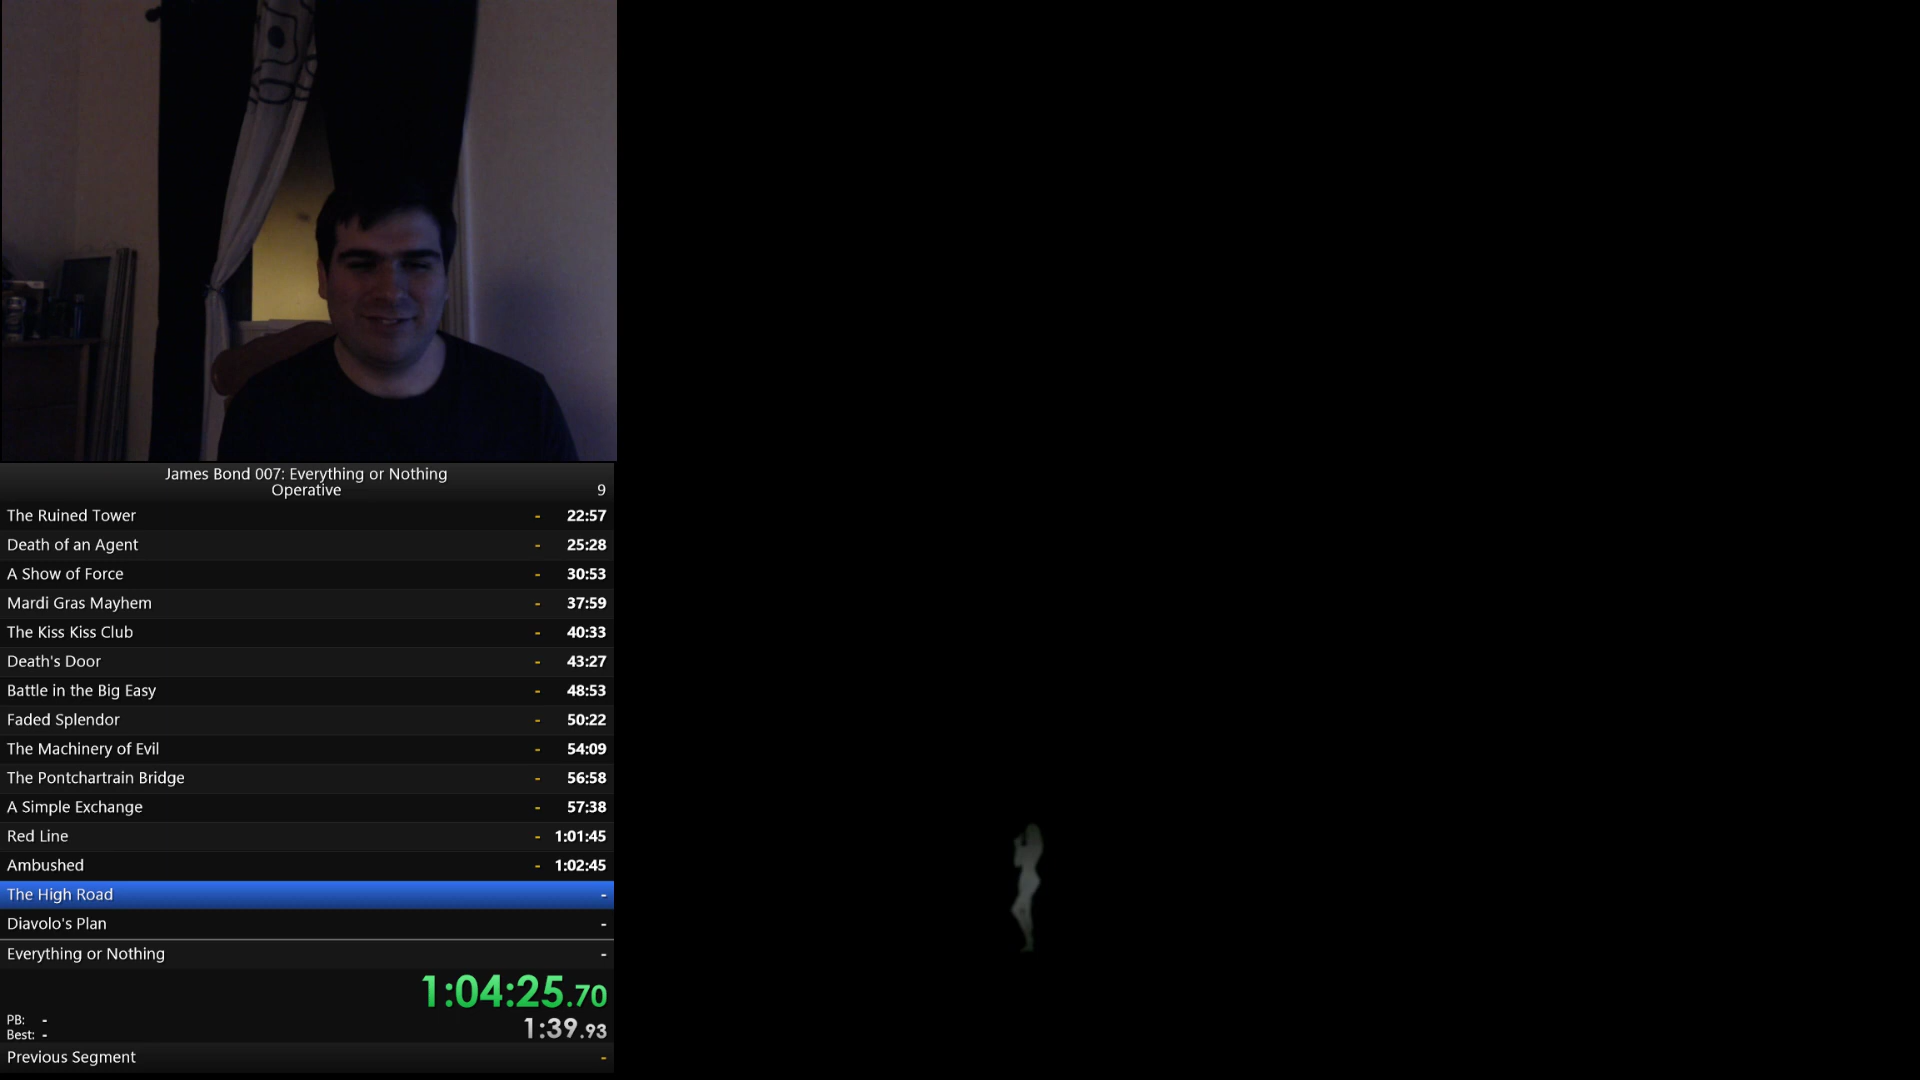 James Bond 007: Everything or Nothing
Operative 9
The Ruined Tower - 22:57
Death of an Agent - 25:28
A Show of Force - 30:53
Mardi Gras Mayhem - 37:59
The Kiss Kiss Club - 40:33
Death's Door - 43:27
Battle in the Big Easy - 48:53
Faded Splendor - 50:22
The Machinery of Evil - 54:09
The Pontchartrain Bridge - 56:58
A Simple Exchange - 57:38
Red Line - 1:01:45
Ambushed - 1:02:45
The High Road -
Diavolo's Plan -
Everything or Nothing -
1:04:25.70
PB: -
Best: - 1:39.93
Previous Segment -